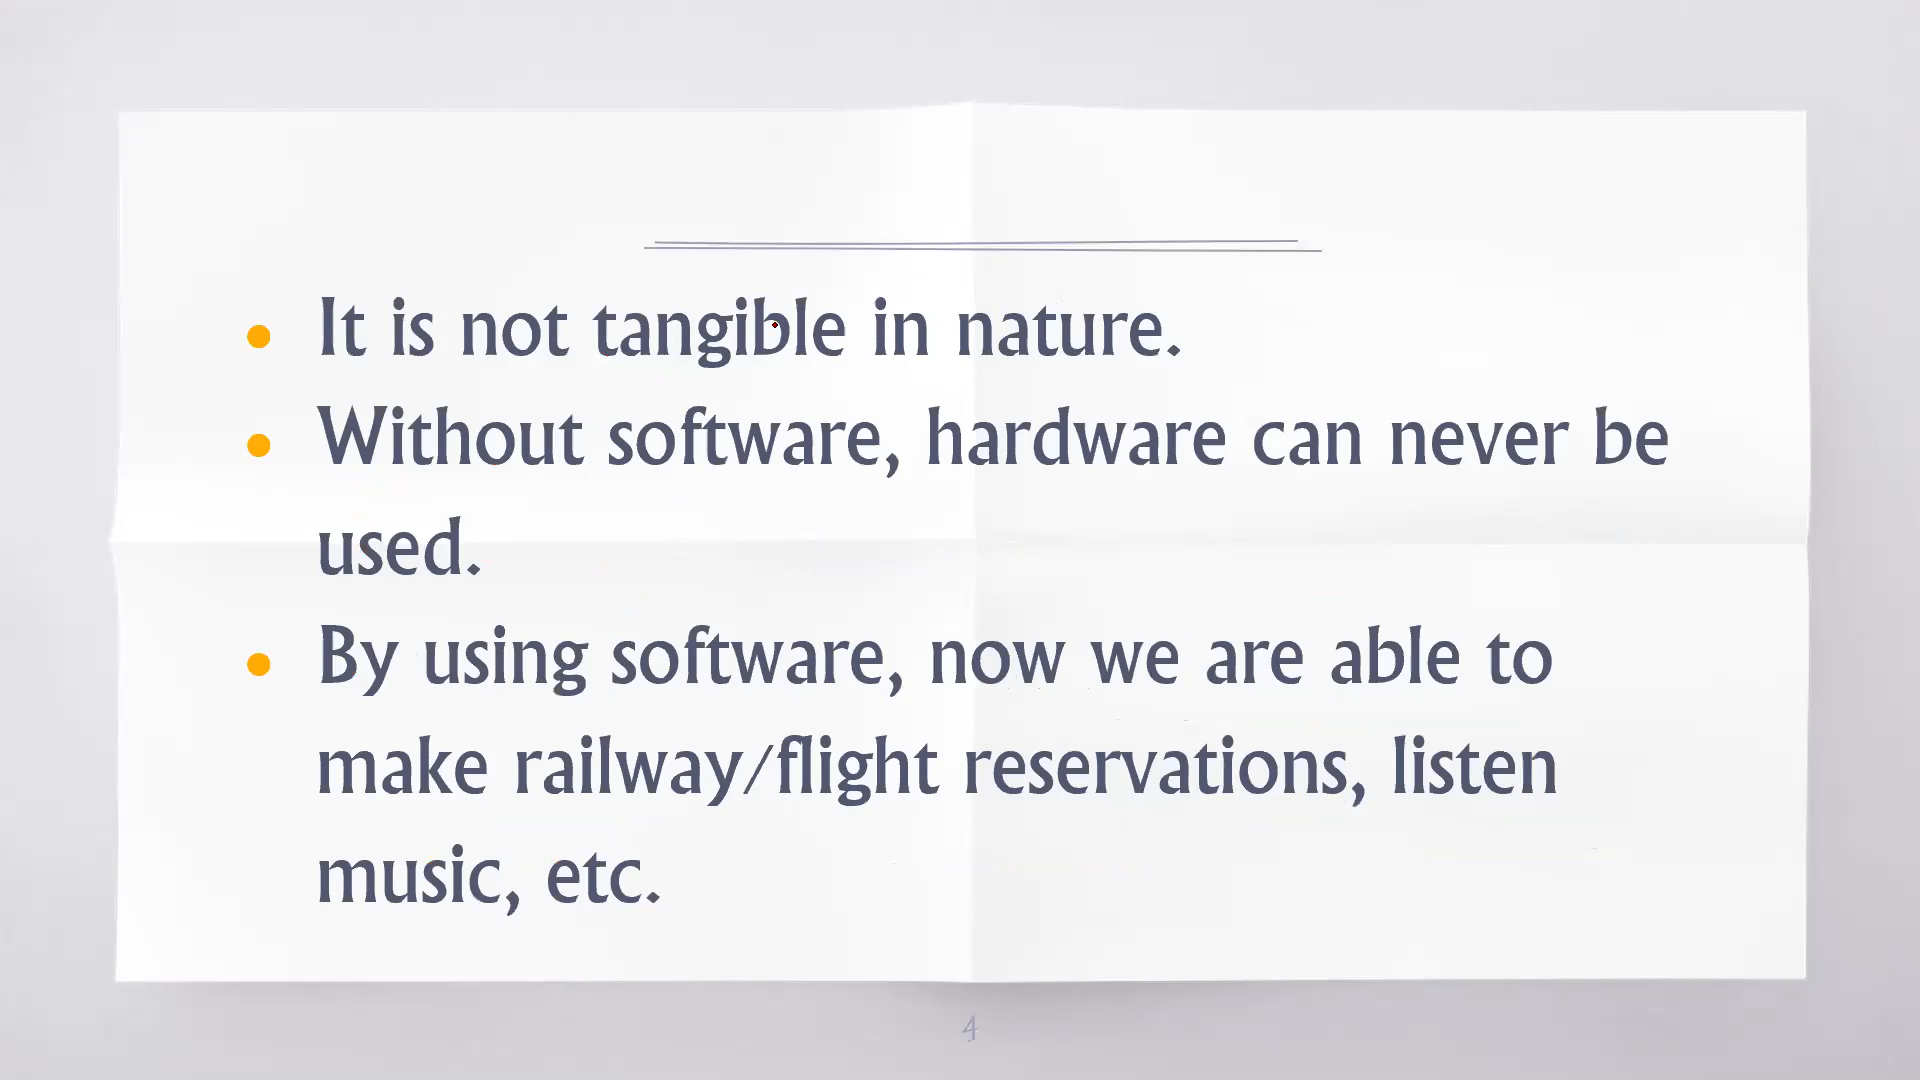 • It is not tangible in nature.
• Without software, hardware can never be
used.
• By using software, now we are able to
make railway/flight reservations, listen
music, etc.
4